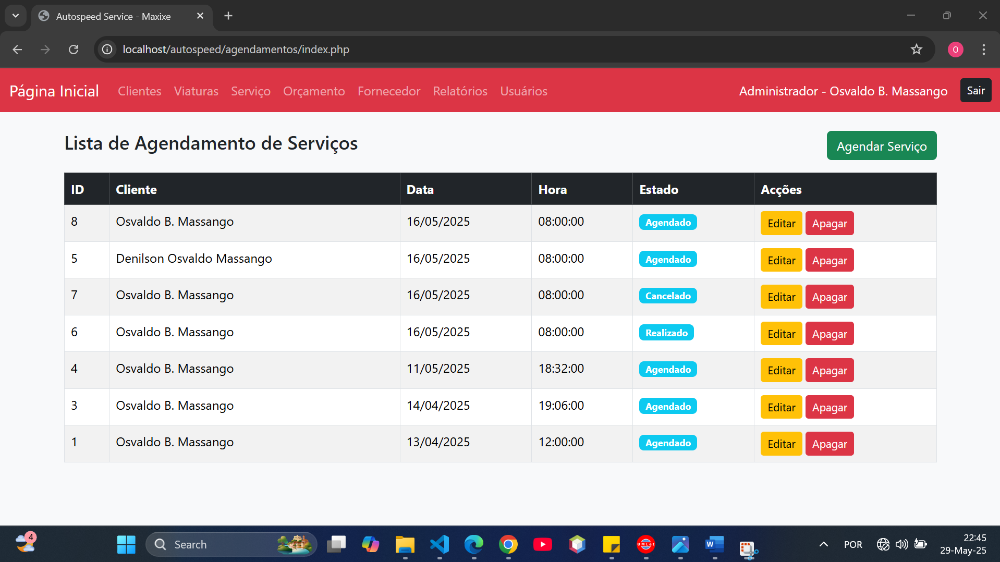 Autospeed Service - Maxixe
localhost/autospeed/agendamentos/index.php
O
Página Inicial Clientes Viaturas Serviço Orçamento Fornecedor Relatórios Usuários Administrador - Osvaldo B. Massango Sair
Lista de Agendamento de Serviços Agendar Serviço
ID Cliente Data Hora Estado Acções
8 Osvaldo B. Massango 16/05/2025 08:00:00 Agendado Editar Apagar
5 Denilson Osvaldo Massango 16/05/2025 08:00:00 Agendado Editar Apagar
7 Osvaldo B. Massango 16/05/2025 08:00:00 Cancelado Editar Apagar
6 Osvaldo B. Massango 16/05/2025 08:00:00 Realizado Editar Apagar
4 Osvaldo B. Massango 11/05/2025 18:32:00 Agendado Editar Apagar
3 Osvaldo B. Massango 14/04/2025 19:06:00 Agendado Editar Apagar
1 Osvaldo B. Massango 13/04/2025 12:00:00 Agendado Editar Apagar
4 Search UMLet W POR 22:45
29-May-25